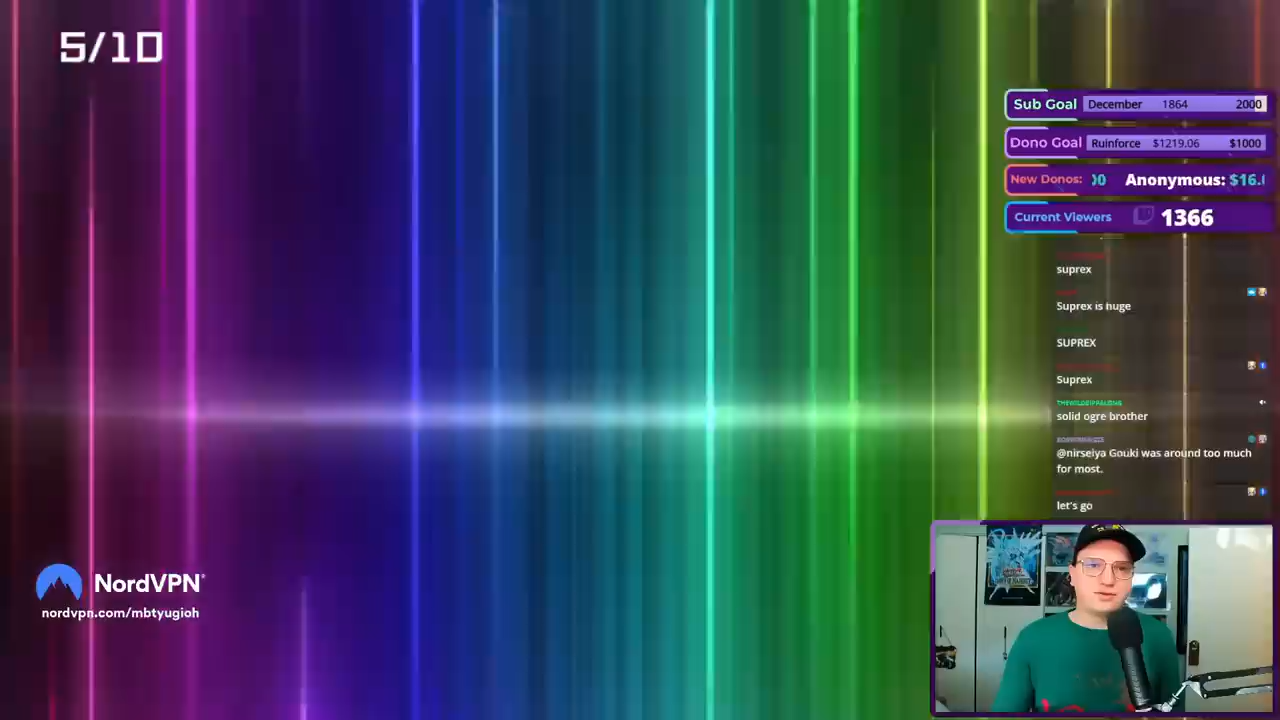 5/10
Sub Goal December 1864 2000
Dono Goal Ruinforce $1219.06 $1000
New Donos: Anonymous: $16.
Current Viewers 1366
suprex
Suprex is huge
SUPREX
Suprex
solid ogre brother
@nirseiya Gouki was around too much
for most.
let's go
NordVPN
nordvpn.com/mbtyugioh